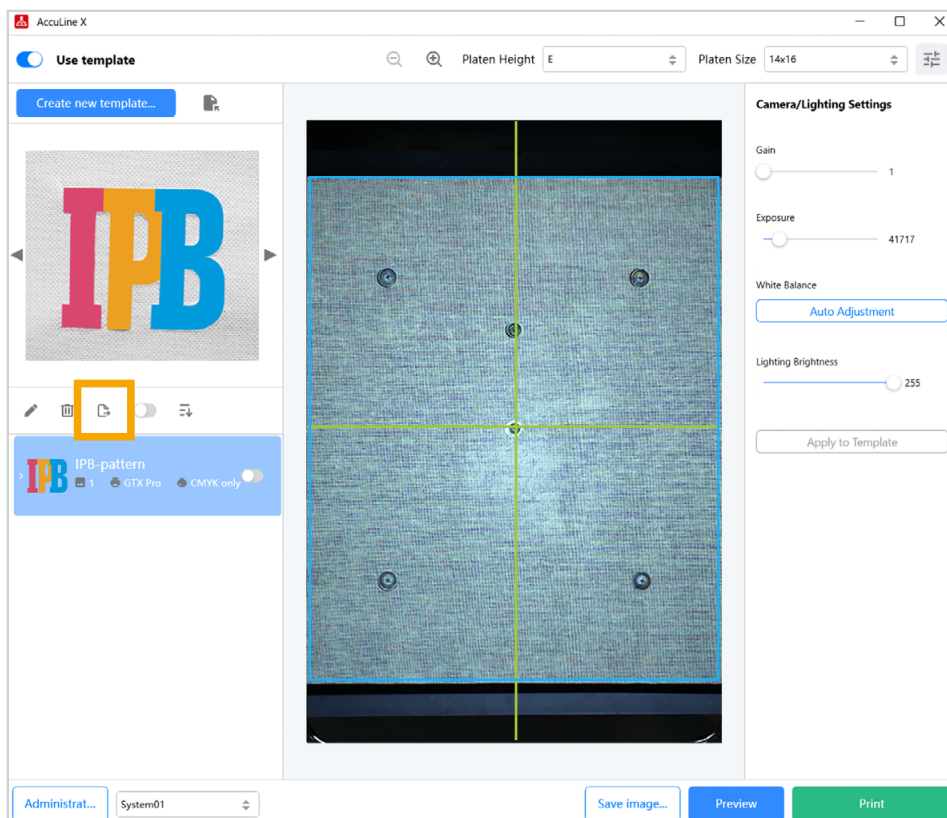 AccuLine X
Use template
Platen Height E
Platen Size 14x16
Create new template...
Camera/Lighting Settings
Gain
1
Exposure
41717
White Balance
Auto Adjustment
Lighting Brightness
255
Apply to Template
IPB
IPB IPB-pattern
1 GTX Pro CMYK only
Administrat... System01 Save image... Preview Print